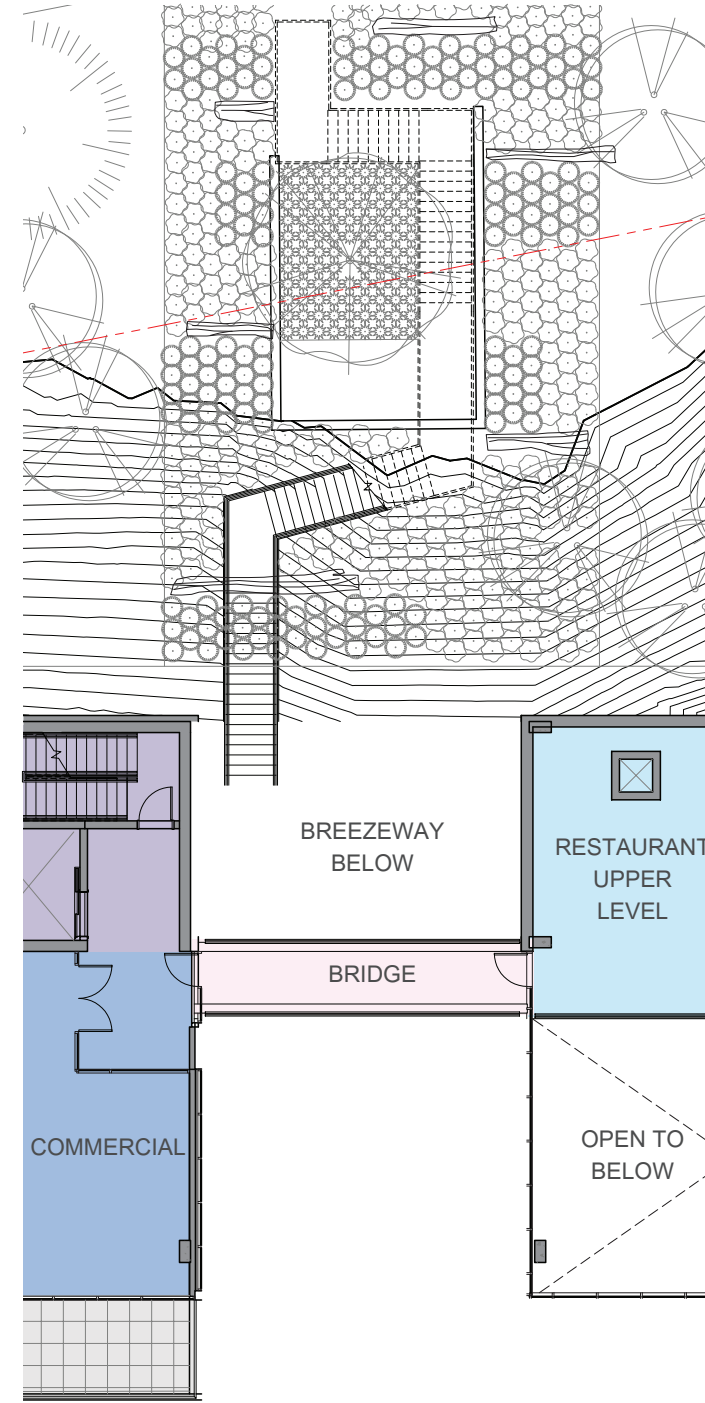 BREEZEWAY
BELOW
RESTAURANT
UPPER
LEVEL
BRIDGE
COMMERCIAL
OPEN TO
BELOW